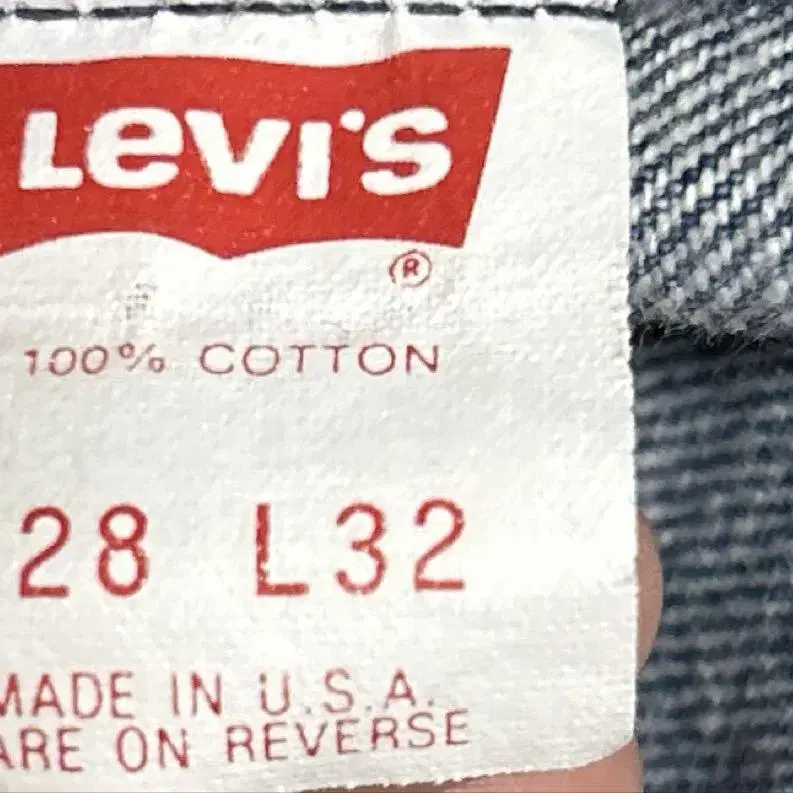 LEVI'S
®
100% COTTON
28 L32
MADE IN U.S.A.
ARE ON REVERSE